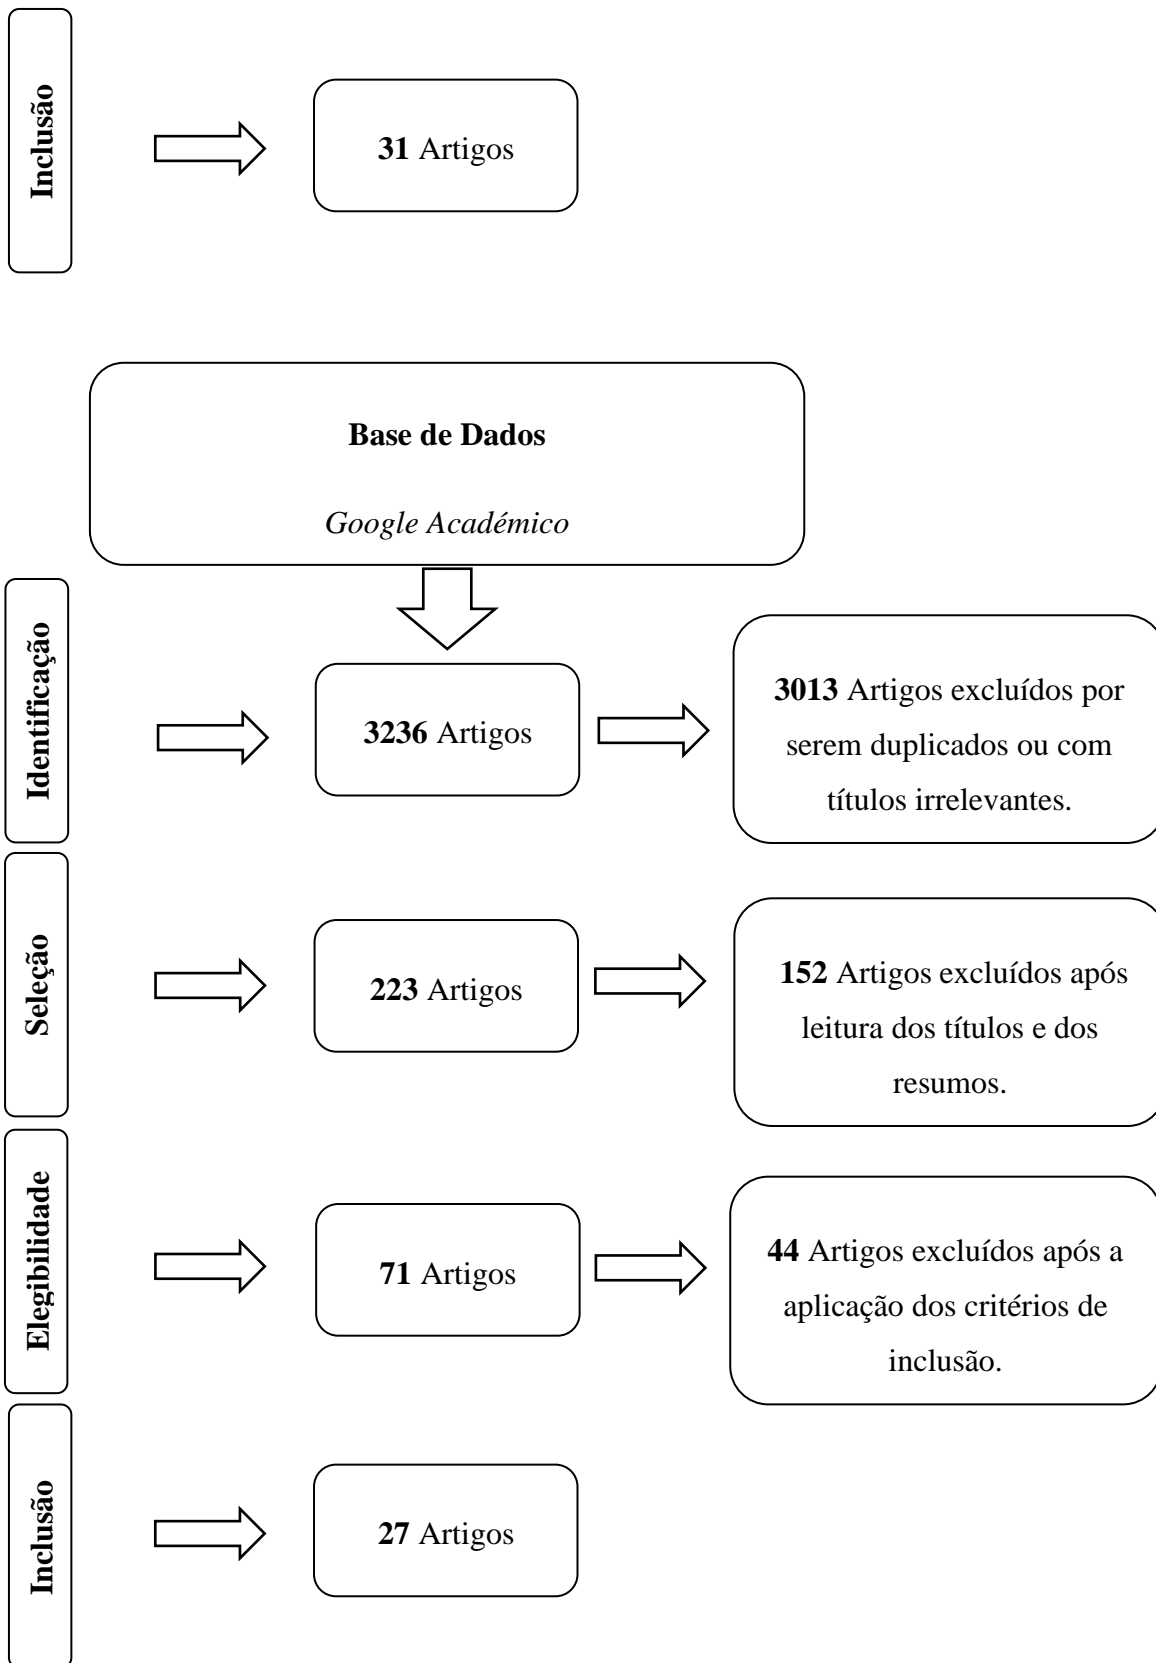 Inclusão
31 Artigos
Base de Dados
Google Académico
Identificação
3236 Artigos
3013 Artigos excluídos por
serem duplicados ou com
títulos irrelevantes.
Seleção
223 Artigos
152 Artigos excluídos após
leitura dos títulos e dos
resumos.
Elegibilidade
71 Artigos
44 Artigos excluídos após a
aplicação dos critérios de
inclusão.
Inclusão
27 Artigos